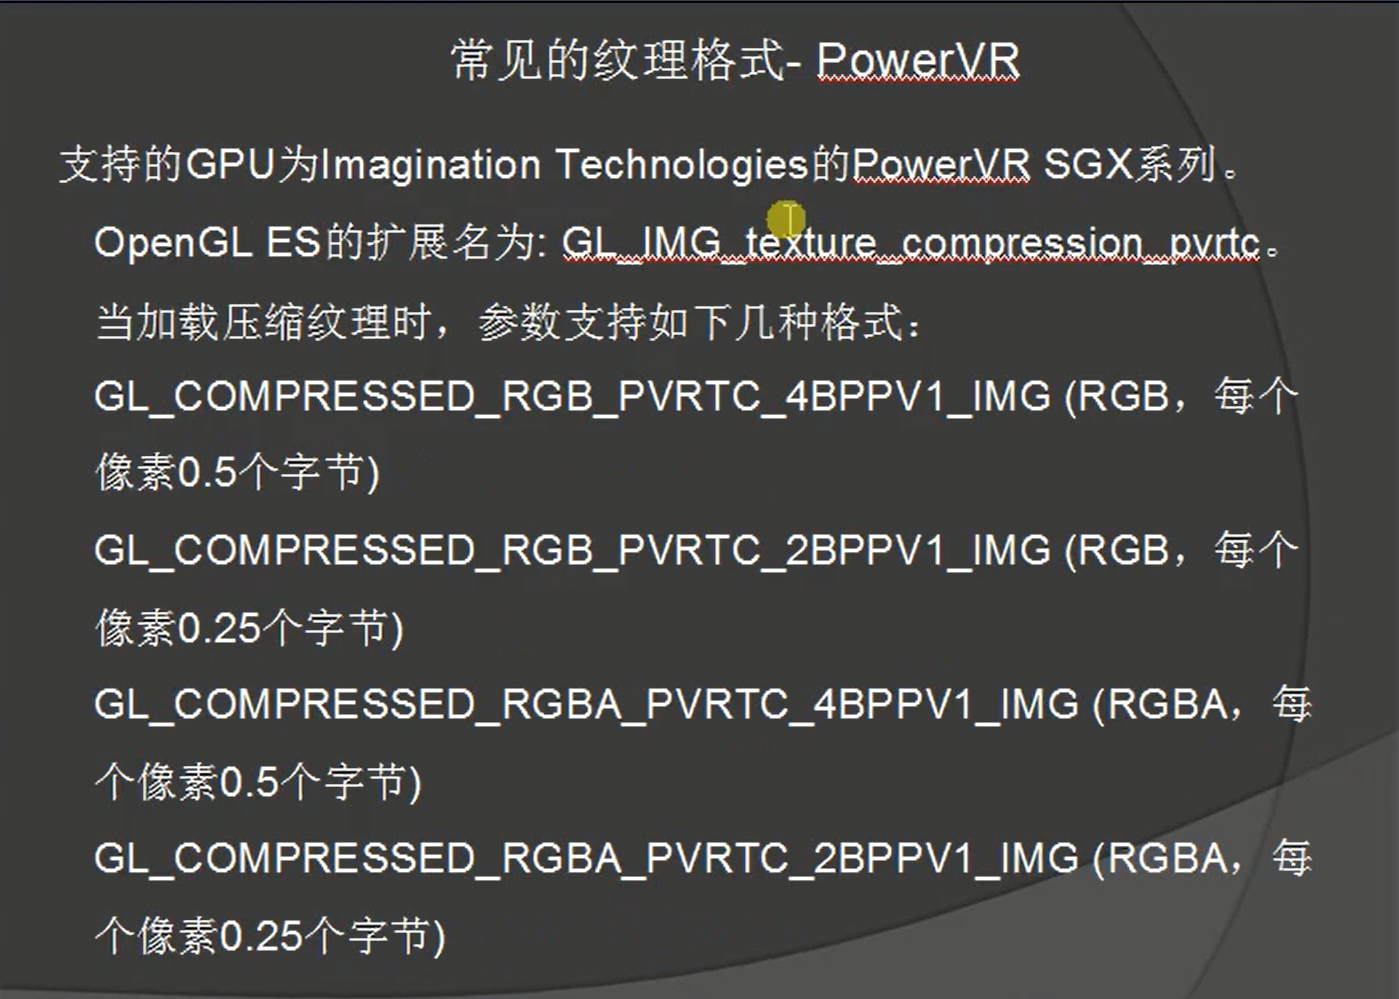 常见的纹理格式- PowerVR
支持的GPU为Imagination Technologies的PowerVR SGX系列。
OpenGL ES的扩展名为: GL_IMG_texture_compression_pvrtc。
当加载压缩纹理时，参数支持如下几种格式：
GL_COMPRESSED_RGB_PVRTC_4BPPV1_IMG (RGB，每个
像素0.5个字节)
GL_COMPRESSED_RGB_PVRTC_2BPPV1_IMG (RGB，每个
像素0.25个字节)
GL_COMPRESSED_RGBA_PVRTC_4BPPV1_IMG (RGBA，每
个像素0.5个字节)
GL_COMPRESSED_RGBA_PVRTC_2BPPV1_IMG (RGBA，每
个像素0.25个字节)